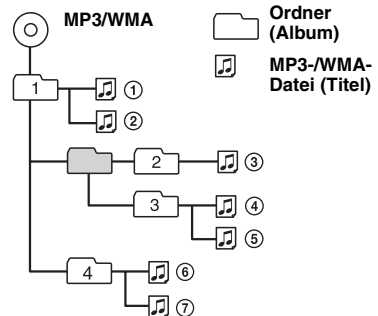 MP3/WMA
Ordner
(Album)
MP3-/WMA-
Datei (Titel)
1
①
②
2
③
3
④
⑤
4
⑥
⑦